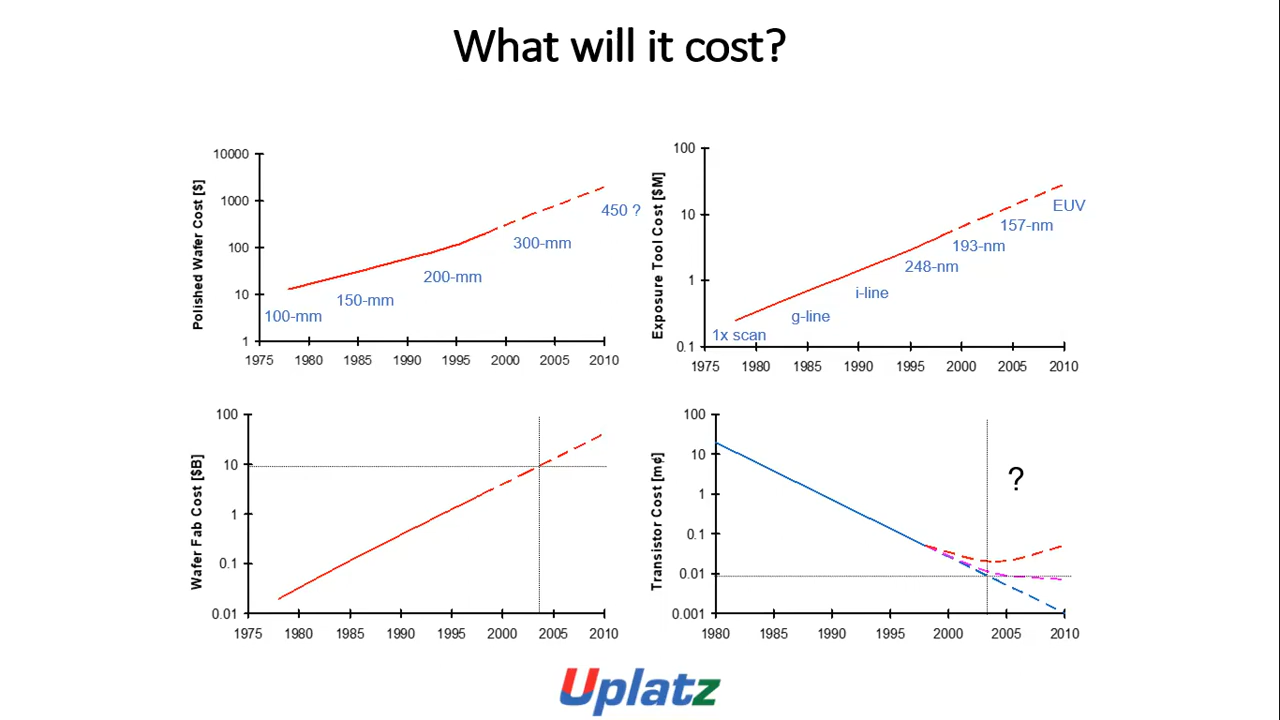 What will it cost?
Polished Wafer Cost [$]
10000
1000
100
10
1
450 ?
300-mm
200-mm
150-mm
100-mm
1975 1980 1985 1990 1995 2000 2005 2010
Exposure Tool Cost [$M]
100
10
1
0.1
EUV
157-nm
193-nm
248-nm
i-line
g-line
1x scan
1975 1980 1985 1990 1995 2000 2005 2010
Wafer Fab Cost [$B]
100
10
1
0.1
0.01
1975 1980 1985 1990 1995 2000 2005 2010
Transistor Cost [m¢]
100
10
1
0.1
0.01
0.001
?
1980 1985 1990 1995 2000 2005 2010
Uplatz